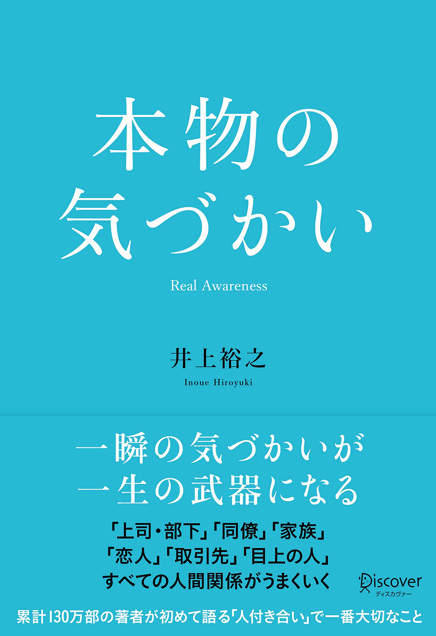 本物の
気づかい
Real Awareness
井上裕之
Inoue Hiroyuki
一瞬の気づかいが
一生の武器になる
「上司・部下」「同僚」「家族」
「恋人」「取引先」「目上の人」
すべての人間関係がうまくいく
Discover
ディスカヴァー
累計130万部の著者が初めて語る「人付き合い」で一番大切なこと